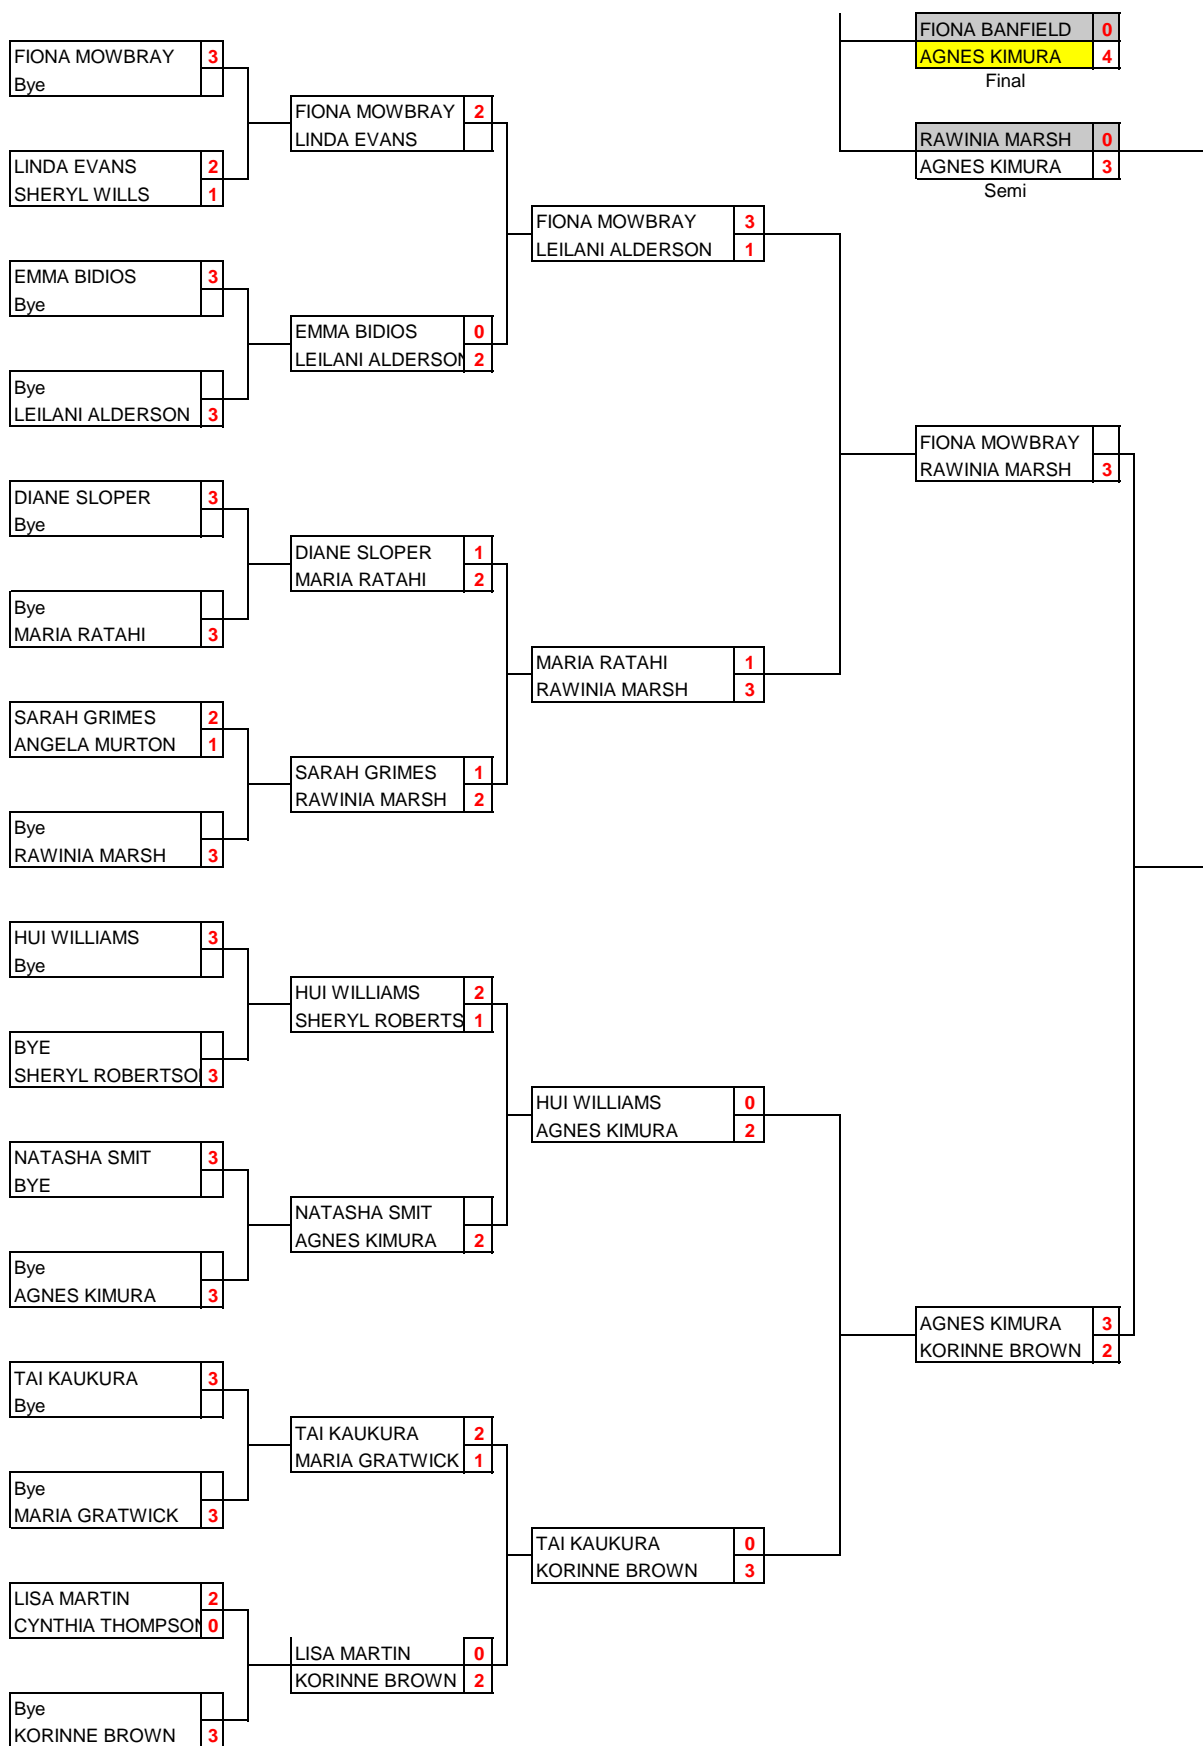 FIONA BANFIELD 0
AGNES KIMURA 4
Final
RAWINIA MARSH 0
AGNES KIMURA 3
Semi
FIONA MOWBRAY 3
Bye
LINDA EVANS 2
SHERYL WILLS 1
EMMA BIDIOS 3
Bye
Bye
LEILANI ALDERSON 3
DIANE SLOPER 3
Bye
Bye
MARIA RATAHI 3
SARAH GRIMES 2
ANGELA MURTON 1
Bye
RAWINIA MARSH 3
HUI WILLIAMS 3
Bye
BYE
SHERYL ROBERTSO 3
NATASHA SMIT 3
BYE
Bye
AGNES KIMURA 3
TAI KAUKURA 3
Bye
Bye
MARIA GRATWICK 3
LISA MARTIN 2
CYNTHIA THOMPSON 0
Bye
KORINNE BROWN 3
FIONA MOWBRAY 2
LINDA EVANS
EMMA BIDIOS 0
LEILANI ALDERSON 2
DIANE SLOPER 1
MARIA RATAHI 2
SARAH GRIMES 1
RAWINIA MARSH 2
HUI WILLIAMS 2
SHERYL ROBERTS 1
NATASHA SMIT
AGNES KIMURA 2
TAI KAUKURA 2
MARIA GRATWICK 1
LISA MARTIN 0
KORINNE BROWN 2
FIONA MOWBRAY 3
LEILANI ALDERSON 1
MARIA RATAHI 1
RAWINIA MARSH 3
HUI WILLIAMS 0
AGNES KIMURA 2
TAI KAUKURA 0
KORINNE BROWN 3
FIONA MOWBRAY
RAWINIA MARSH 3
AGNES KIMURA 3
KORINNE BROWN 2